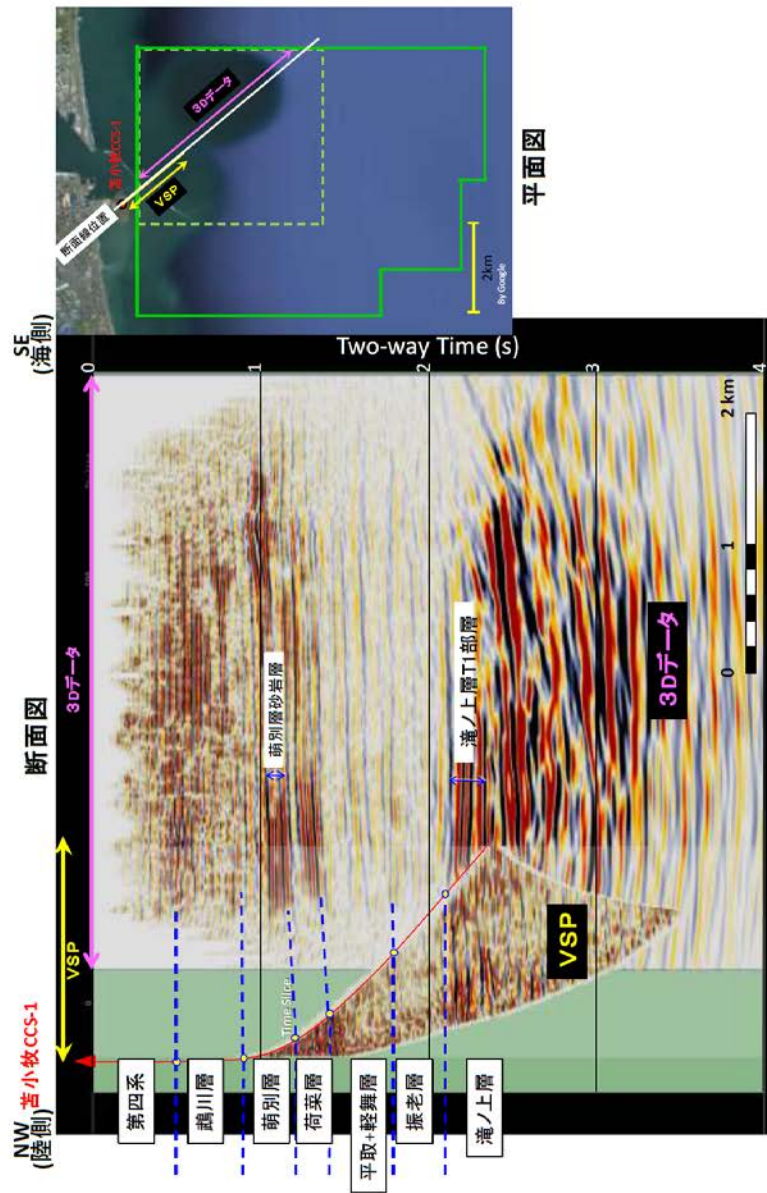 断面図
平面図
NW
(陸側)
苫小牧CCS-1
SE
(海側)
VSP
3Dデータ
第四系
鵡川層
萌別層
荷菜層
平取+軽舞層
振老層
滝ノ上層
Time Slice
萌別層砂岩層
滝ノ上層T1部層
VSP
3Dデータ
Two-way Time (s)
0
1
2
3
4
0
1
2 km
断面線位置
苫小牧CCS-1
VSP
3Dデータ
2km
By Google